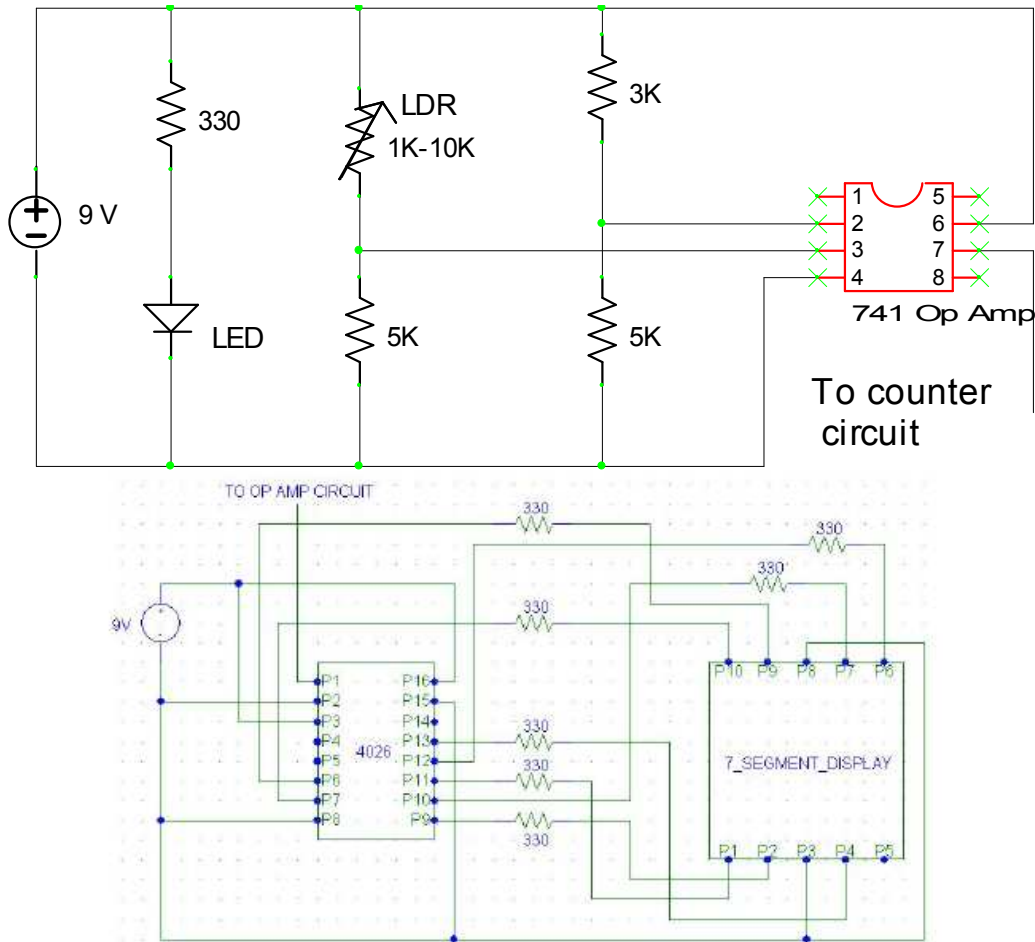 330
LDR
1K-10K
3K
9 V
LED
5K
5K
1
2
3
4
5
6
7
8
741 Op Amp
To counter
circuit
TO OP AMP CIRCUIT
330
330
330
330
9V
P1
P2
P3
P4
P5
P6
P7
P8
P16
P15
P14
P13
P12
P11
P10
P9
4026
330
330
330
P10
P9
P8
P7
P6
7_SEGMENT_DISPLAY
P1
P2
P3
P4
P5